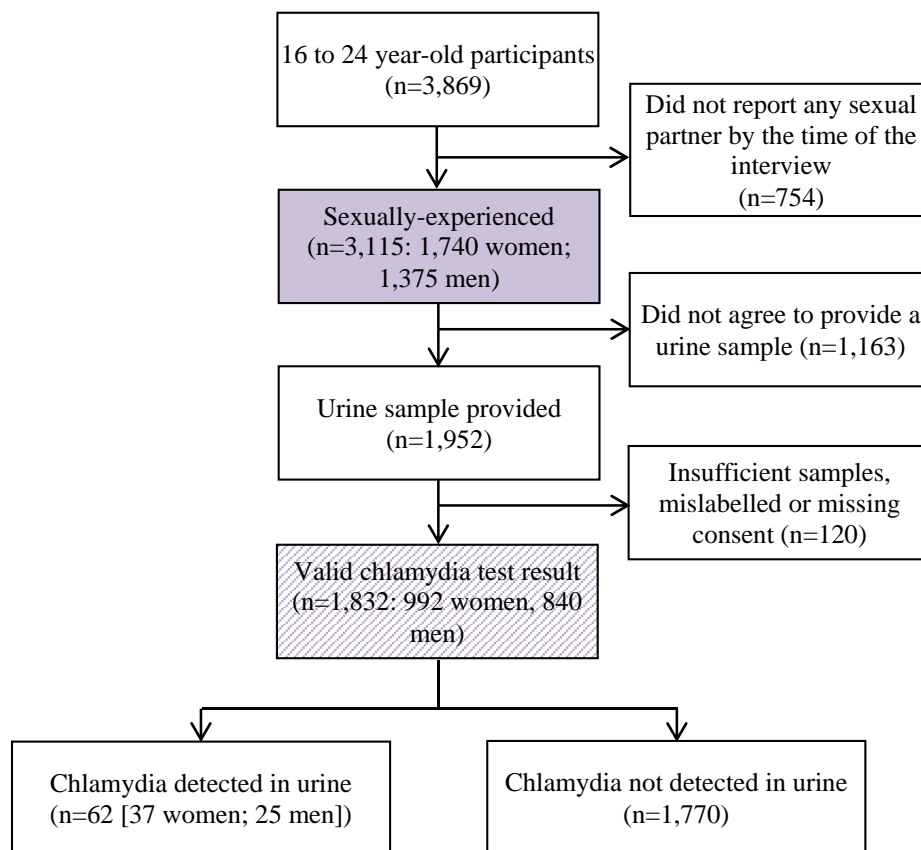 16 to 24 year-old participants
(n=3,869)
Did not report any sexual
partner by the time of the
interview
(n=754)
Sexually-experienced
(n=3,115: 1,740 women;
1,375 men)
Did not agree to provide a
urine sample (n=1,163)
Urine sample provided
(n=1,952)
Insufficient samples,
mislabelled or missing
consent (n=120)
Valid chlamydia test result
(n=1,832: 992 women, 840
men)
Chlamydia detected in urine
(n=62 [37 women; 25 men])
Chlamydia not detected in urine
(n=1,770)